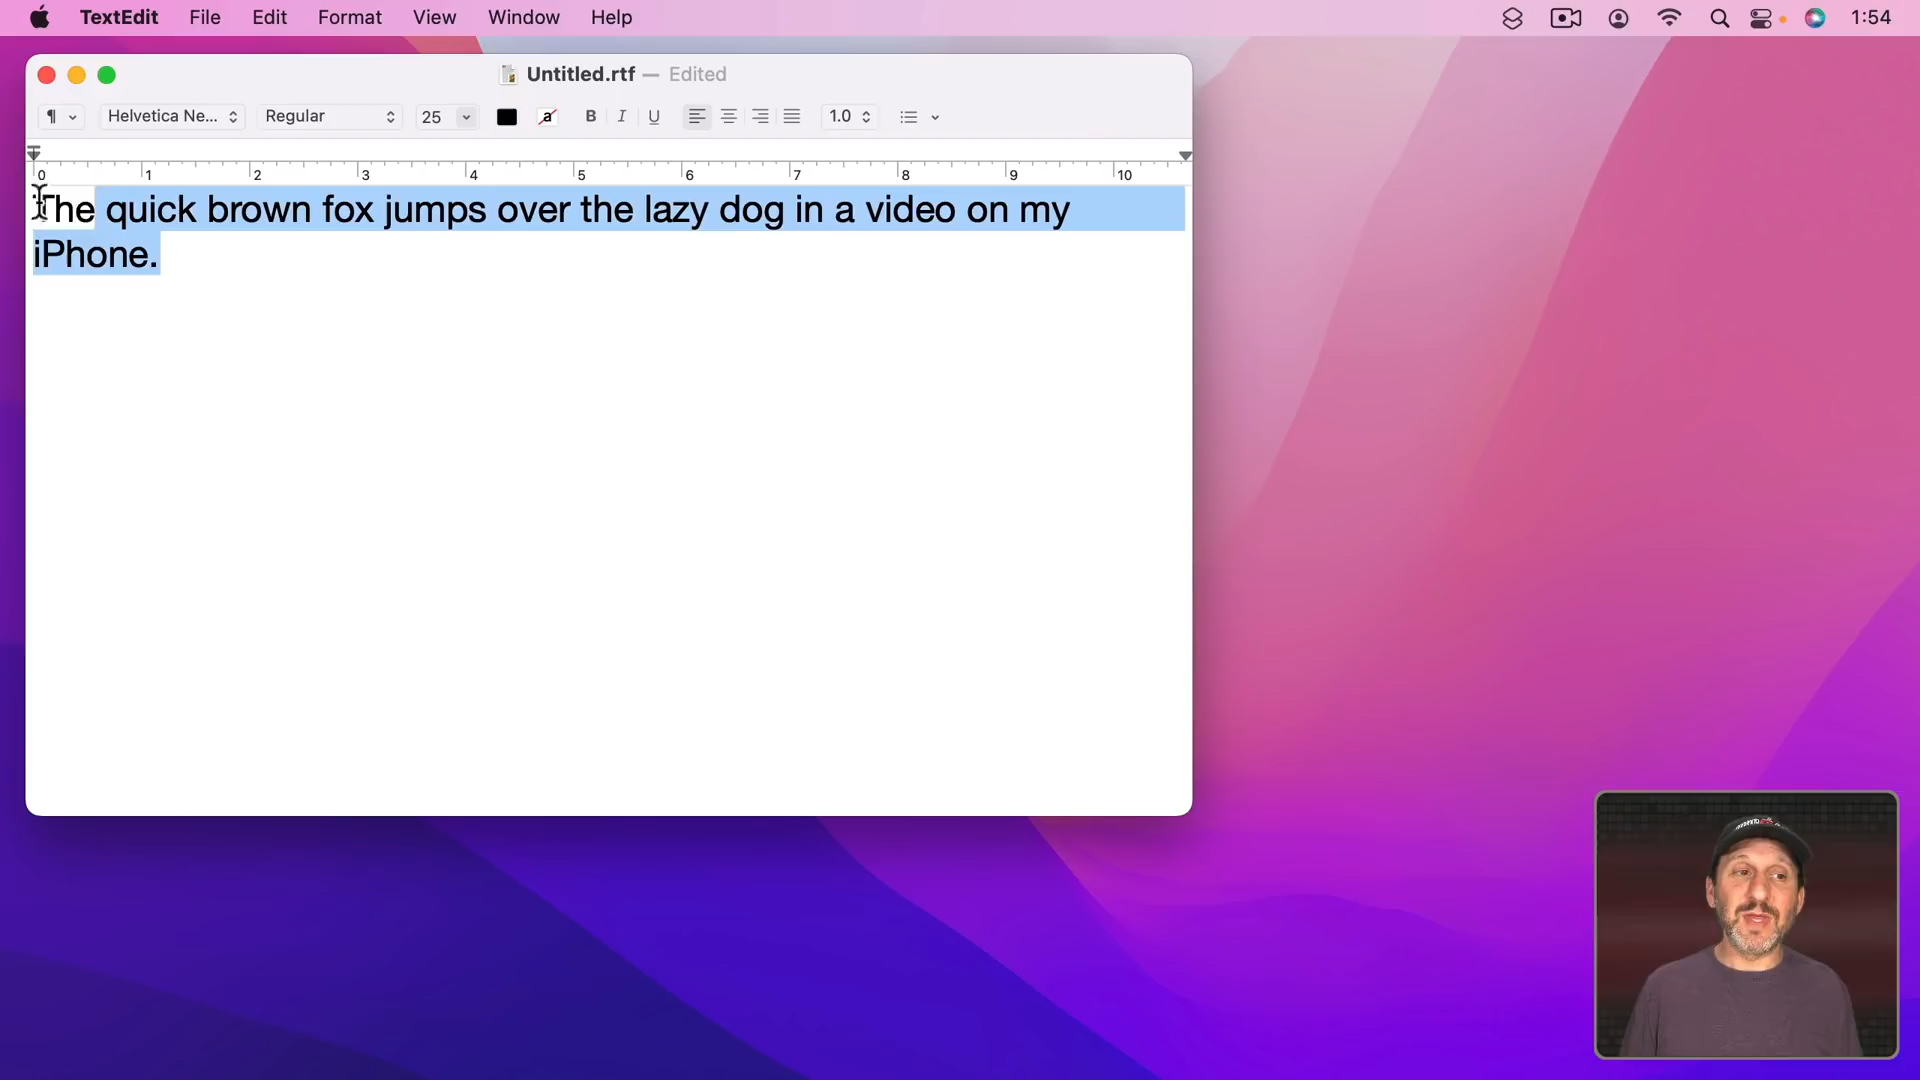 TextEdit File Edit Format View Window Help 1:54
Untitled.rtf — Edited
¶ Helvetica Ne... Regular 25 a B I U 1.0
0 1 2 3 4 5 6 7 8 9 10
The quick brown fox jumps over the lazy dog in a video on my
iPhone.